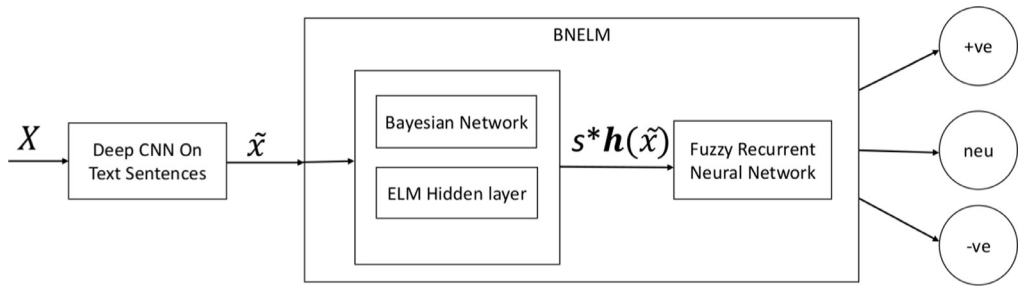 BNELM
X
Deep CNN On
Text Sentences
x̃
Bayesian Network
ELM Hidden layer
s*h(x̃)
Fuzzy Recurrent
Neural Network
+ve
neu
-ve